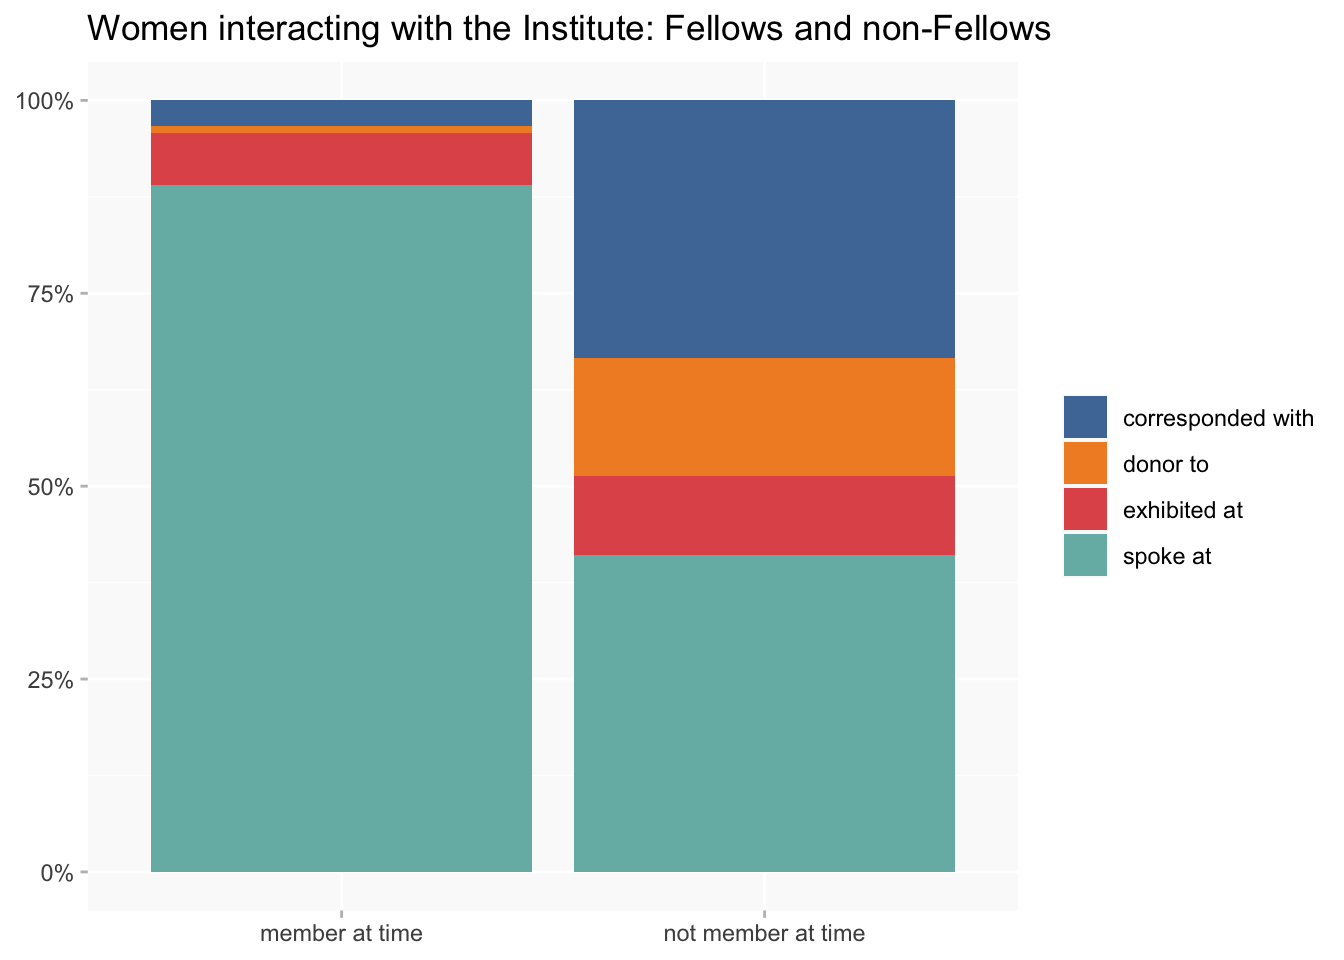 Women interacting with the Institute: Fellows and non-Fellows
100%
75%
50%
25%
0%
member at time
not member at time
corresponded with
donor to
exhibited at
spoke at